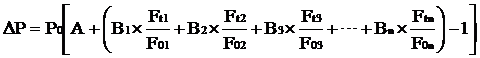 ΔP = P₀[A + (B₁×Fₜ₁/F₀₁ + B₂×Fₜ₂/F₀₂ + B₃×Fₜ₃/F₀₃ + ⋯ + Bₙ×Fₜₙ/F₀ₙ) −1]